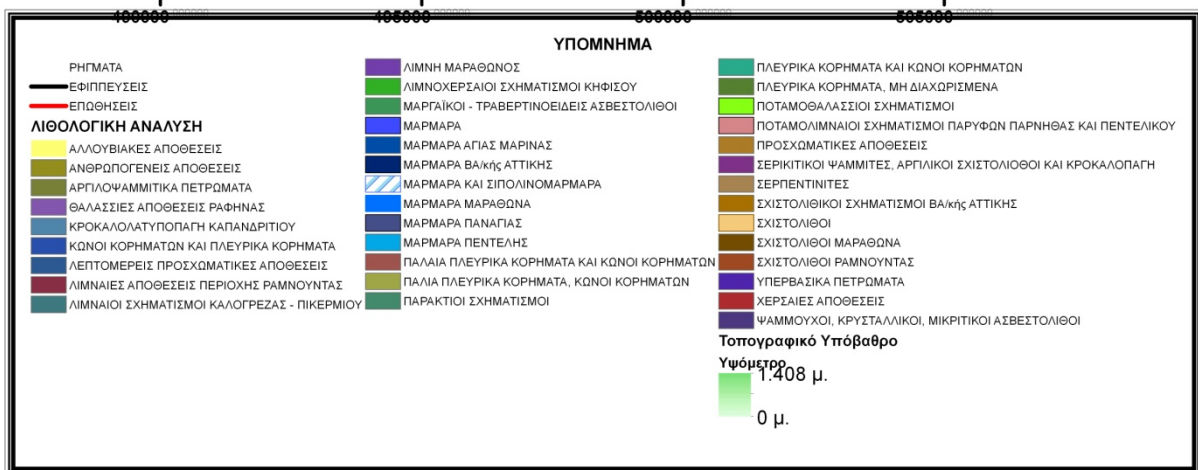 490000 495000 500000 505000
ΥΠΟΜΝΗΜΑ
ΡΗΓΜΑΤΑ
ΕΦΙΠΠΕΥΣΕΙΣ
ΕΠΩΘΗΣΕΙΣ
ΛΙΘΟΛΟΓΙΚΗ ΑΝΑΛΥΣΗ
ΑΛΛΟΥΒΙΑΚΕΣ ΑΠΟΘΕΣΕΙΣ
ΑΝΘΡΩΠΟΓΕΝΕΙΣ ΑΠΟΘΕΣΕΙΣ
ΑΡΓΙΛΟΨΑΜΜΙΤΙΚΑ ΠΕΤΡΩΜΑΤΑ
ΘΑΛΑΣΣΙΕΣ ΑΠΟΘΕΣΕΙΣ ΡΑΦΗΝΑΣ
ΚΡΟΚΑΛΟΛΑΤΥΠΟΠΑΓΗ ΚΑΠΑΝΔΡΙΤΙΟΥ
ΚΩΝΟΙ ΚΟΡΗΜΑΤΩΝ ΚΑΙ ΠΛΕΥΡΙΚΑ ΚΟΡΗΜΑΤΑ
ΛΕΠΤΟΜΕΡΕΙΣ ΠΡΟΣΧΩΜΑΤΙΚΕΣ ΑΠΟΘΕΣΕΙΣ
ΛΙΜΝΑΙΕΣ ΑΠΟΘΕΣΕΙΣ ΠΕΡΙΟΧΗΣ ΡΑΜΝΟΥΝΤΑΣ
ΛΙΜΝΑΙΟΙ ΣΧΗΜΑΤΙΣΜΟΙ ΚΑΛΟΓΡΕΖΑΣ - ΠΙΚΕΡΜΙΟΥ
ΛΙΜΝΗ ΜΑΡΑΘΩΝΟΣ
ΛΙΜΝΟΧΕΡΣΑΙΟΙ ΣΧΗΜΑΤΙΣΜΟΙ ΚΗΦΙΣΟΥ
ΜΑΡΓΑΪΚΟΙ - ΤΡΑΒΕΡΤΙΝΟΕΙΔΕΙΣ ΑΣΒΕΣΤΟΛΙΘΟΙ
ΜΑΡΜΑΡΑ
ΜΑΡΜΑΡΑ ΑΓΙΑΣ ΜΑΡΙΝΑΣ
ΜΑΡΜΑΡΑ ΒΑ/κής ΑΤΤΙΚΗΣ
ΜΑΡΜΑΡΑ ΚΑΙ ΣΙΠΟΛΙΝΟΜΑΡΜΑΡΑ
ΜΑΡΜΑΡΑ ΜΑΡΑΘΩΝΑ
ΜΑΡΜΑΡΑ ΠΑΝΑΓΙΑΣ
ΜΑΡΜΑΡΑ ΠΕΝΤΕΛΗΣ
ΠΑΛΑΙΑ ΠΛΕΥΡΙΚΑ ΚΟΡΗΜΑΤΑ ΚΑΙ ΚΩΝΟΙ ΚΟΡΗΜΑΤΩΝ
ΠΑΛΙΑ ΠΛΕΥΡΙΚΑ ΚΟΡΗΜΑΤΑ, ΚΩΝΟΙ ΚΟΡΗΜΑΤΩΝ
ΠΑΡΑΚΤΙΟΙ ΣΧΗΜΑΤΙΣΜΟΙ
ΠΛΕΥΡΙΚΑ ΚΟΡΗΜΑΤΑ ΚΑΙ ΚΩΝΟΙ ΚΟΡΗΜΑΤΩΝ
ΠΛΕΥΡΙΚΑ ΚΟΡΗΜΑΤΑ, ΜΗ ΔΙΑΧΩΡΙΣΜΕΝΑ
ΠΟΤΑΜΟΘΑΛΑΣΣΙΟΙ ΣΧΗΜΑΤΙΣΜΟΙ
ΠΟΤΑΜΟΛΙΜΝΑΙΟΙ ΣΧΗΜΑΤΙΣΜΟΙ ΠΑΡΥΦΩΝ ΠΑΡΝΗΘΑΣ ΚΑΙ ΠΕΝΤΕΛΙΚΟΥ
ΠΡΟΣΧΩΜΑΤΙΚΕΣ ΑΠΟΘΕΣΕΙΣ
ΣΕΡΙΚΙΤΙΚΟΙ ΨΑΜΜΙΤΕΣ, ΑΡΓΙΛΙΚΟΙ ΣΧΙΣΤΟΛΙΟΘΟΙ ΚΑΙ ΚΡΟΚΑΛΟΠΑΓΗ
ΣΕΡΠΕΝΤΙΝΙΤΕΣ
ΣΧΙΣΤΟΛΙΘΙΚΟΙ ΣΧΗΜΑΤΙΣΜΟΙ ΒΑ/κής ΑΤΤΙΚΗΣ
ΣΧΙΣΤΟΛΙΘΟΙ
ΣΧΙΣΤΟΛΙΘΟΙ ΜΑΡΑΘΩΝΑ
ΣΧΙΣΤΟΛΙΘΟΙ ΡΑΜΝΟΥΝΤΑΣ
ΥΠΕΡΒΑΣΙΚΑ ΠΕΤΡΩΜΑΤΑ
ΧΕΡΣΑΙΕΣ ΑΠΟΘΕΣΕΙΣ
ΨΑΜΜΟΥΧΟΙ, ΚΡΥΣΤΑΛΛΙΚΟΙ, ΜΙΚΡΙΤΙΚΟΙ ΑΣΒΕΣΤΟΛΙΘΟΙ
Τοπογραφικό Υπόβαθρο
Υψόμετρο
1.408 μ.
0 μ.